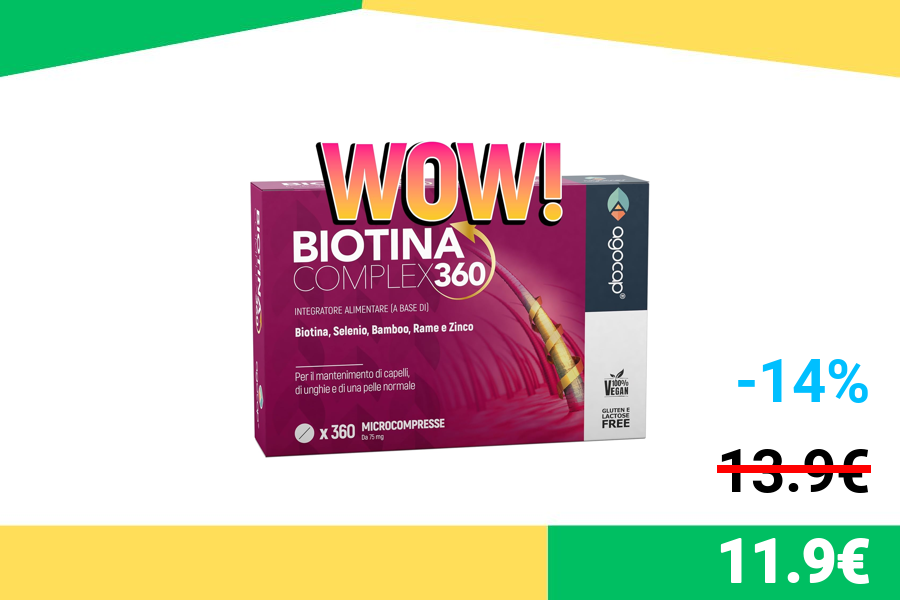 WOW!
BIOTINA
COMPLEX360
INTEGRATORE ALIMENTARE (A BASE DI)
Biotina, Selenio, Bamboo, Rame e Zinco
Per il mantenimento di capelli,
di unghie e di una pelle normale
x 360 MICROCOMPRESSE
Da 75 mg
agocap®
100%
VEGAN
GLUTEN E
LACTOSE
FREE
BIOTINA
360
-14%
13.9€
11.9€